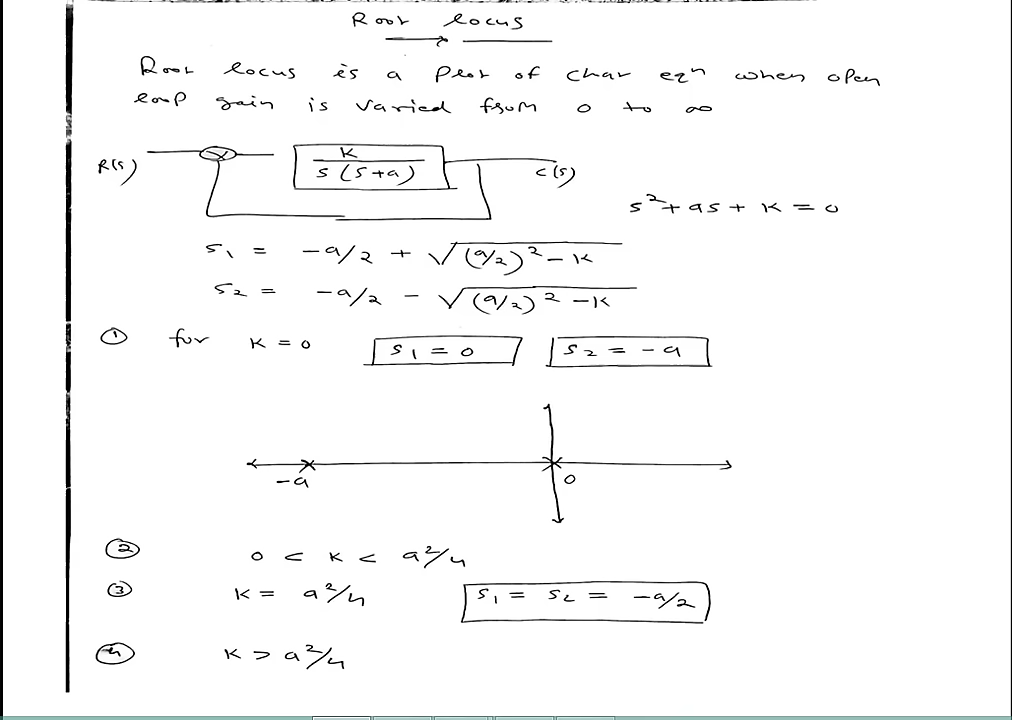 Root locus
Root locus is a plot of char eqn when open
loop gain is varied from 0 to ∞
R(s)
K
s(s+a)
C(s)
s²+as+K=0
s₁ = -a/2 + √(a/2)²-K
s₂ = -a/2 - √(a/2)²-K
① for K=0 s₁=0 s₂=-a
-a 0
② 0 < K < a²/4
③ K = a²/4 s₁ = s₂ = -a/2
④ K > a²/4